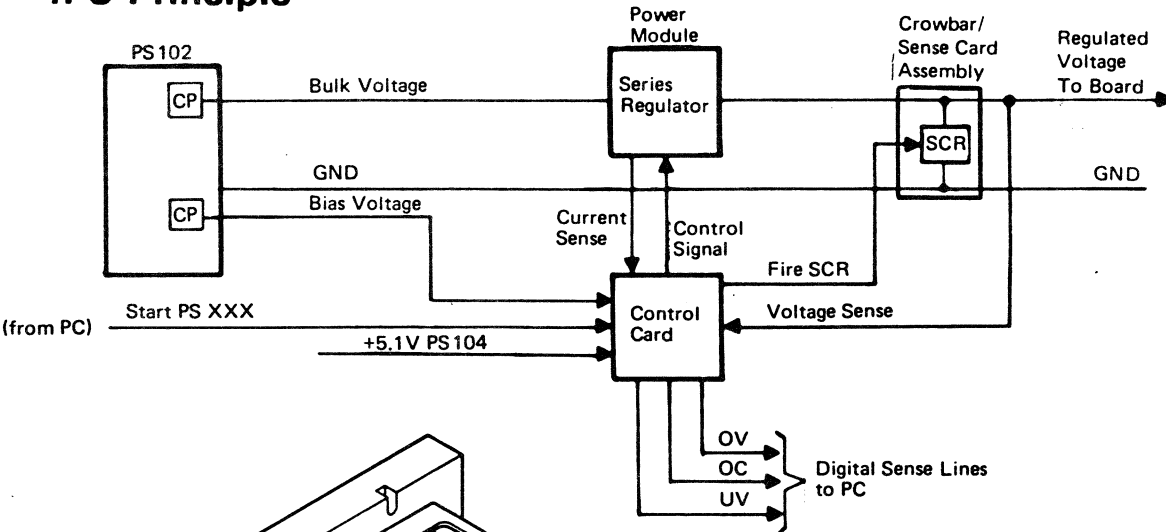 Power
Module
Crowbar/
Sense Card
Assembly
Regulated
Voltage
To Board
PS102
CP
Bulk Voltage
Series
Regulator
SCR
GND
GND
CP
Bias Voltage
Current
Sense
Control
Signal
Fire SCR
(from PC)
Start PS XXX
Control
Card
Voltage Sense
+5.1V PS104
OV
OC
UV
Digital Sense Lines
to PC